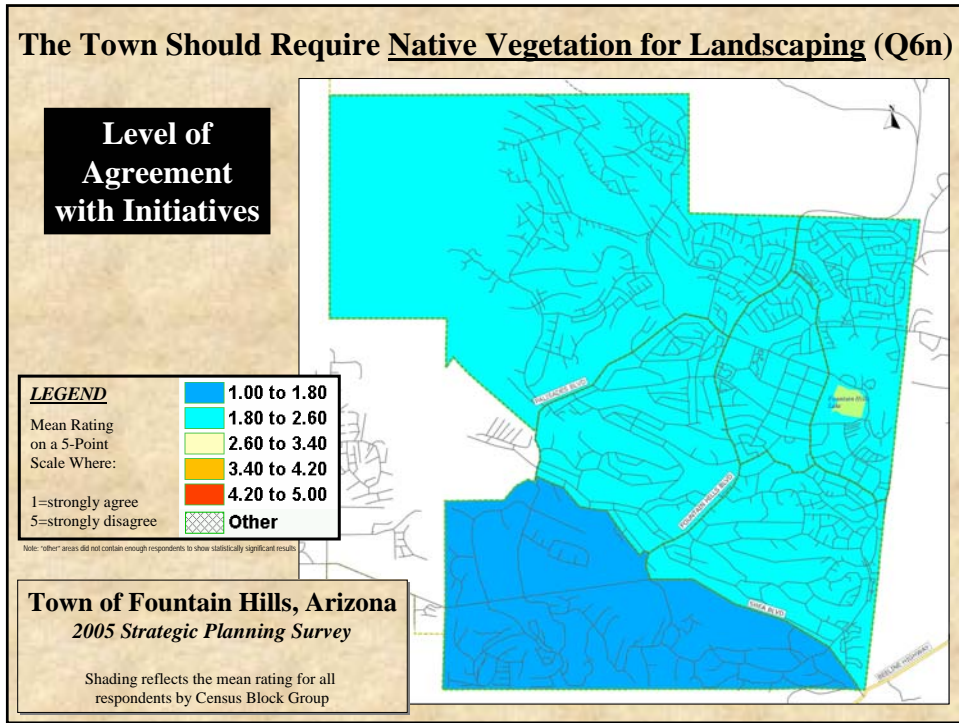 The Town Should Require Native Vegetation for Landscaping (Q6n)
Level of
Agreement
with Initiatives
PALISADES BLVD
Fountain Hills
Lake
FOUNTAIN HILLS BLVD
SHEA BLVD
BEELINE HIGHWAY
LEGEND
Mean Rating
on a 5-Point
Scale Where:
1=strongly agree
5=strongly disagree
1.00 to 1.80
1.80 to 2.60
2.60 to 3.40
3.40 to 4.20
4.20 to 5.00
Other
Note: "other" areas did not contain enough respondents to show statistically significant results
Town of Fountain Hills, Arizona
2005 Strategic Planning Survey
Shading reflects the mean rating for all
respondents by Census Block Group